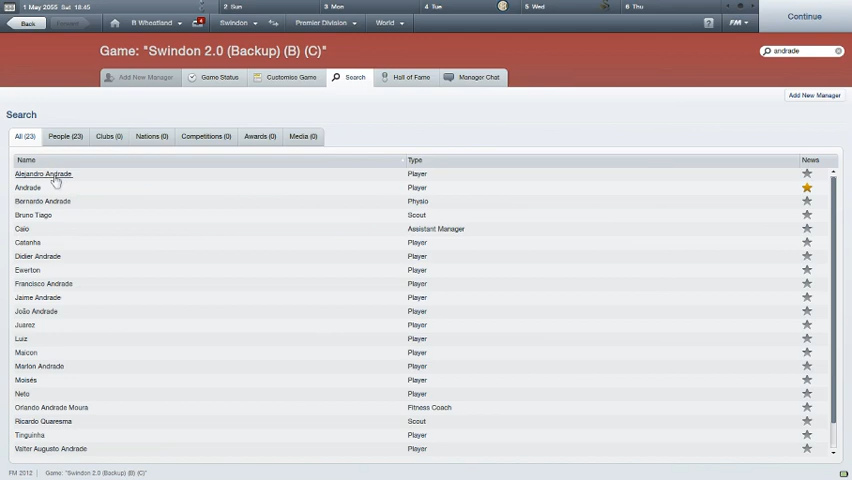 1 May 2055 Sat 18:45
2 Sun
3 Mon
4 Tue
5 Wed
6 Thu
Back
Forward
B Wheatland
Swindon
Premier Division
World
?
FM
Continue
Game: "Swindon 2.0 (Backup) (B) (C)"
andrade
Add New Manager
Game Status
Customise Game
Search
Hall of Fame
Manager Chat
Add New Manager
Search
All (23)
People (23)
Clubs (0)
Nations (0)
Competitions (0)
Awards (0)
Media (0)
Name Type News
Alejandro Andrade Player
Andrade Player
Bernardo Andrade Physio
Bruno Tiago Scout
Caio Assistant Manager
Catanha Player
Didier Andrade Player
Ewerton Player
Francisco Andrade Player
Jaime Andrade Player
João Andrade Player
Juarez Player
Luiz Player
Maicon Player
Marlon Andrade Player
Moisés Player
Neto Player
Orlando Andrade Moura Fitness Coach
Ricardo Quaresma Scout
Tinguinha Player
Valter Augusto Andrade Player
FM 2012 Game: "Swindon 2.0 (Backup) (B) (C)"